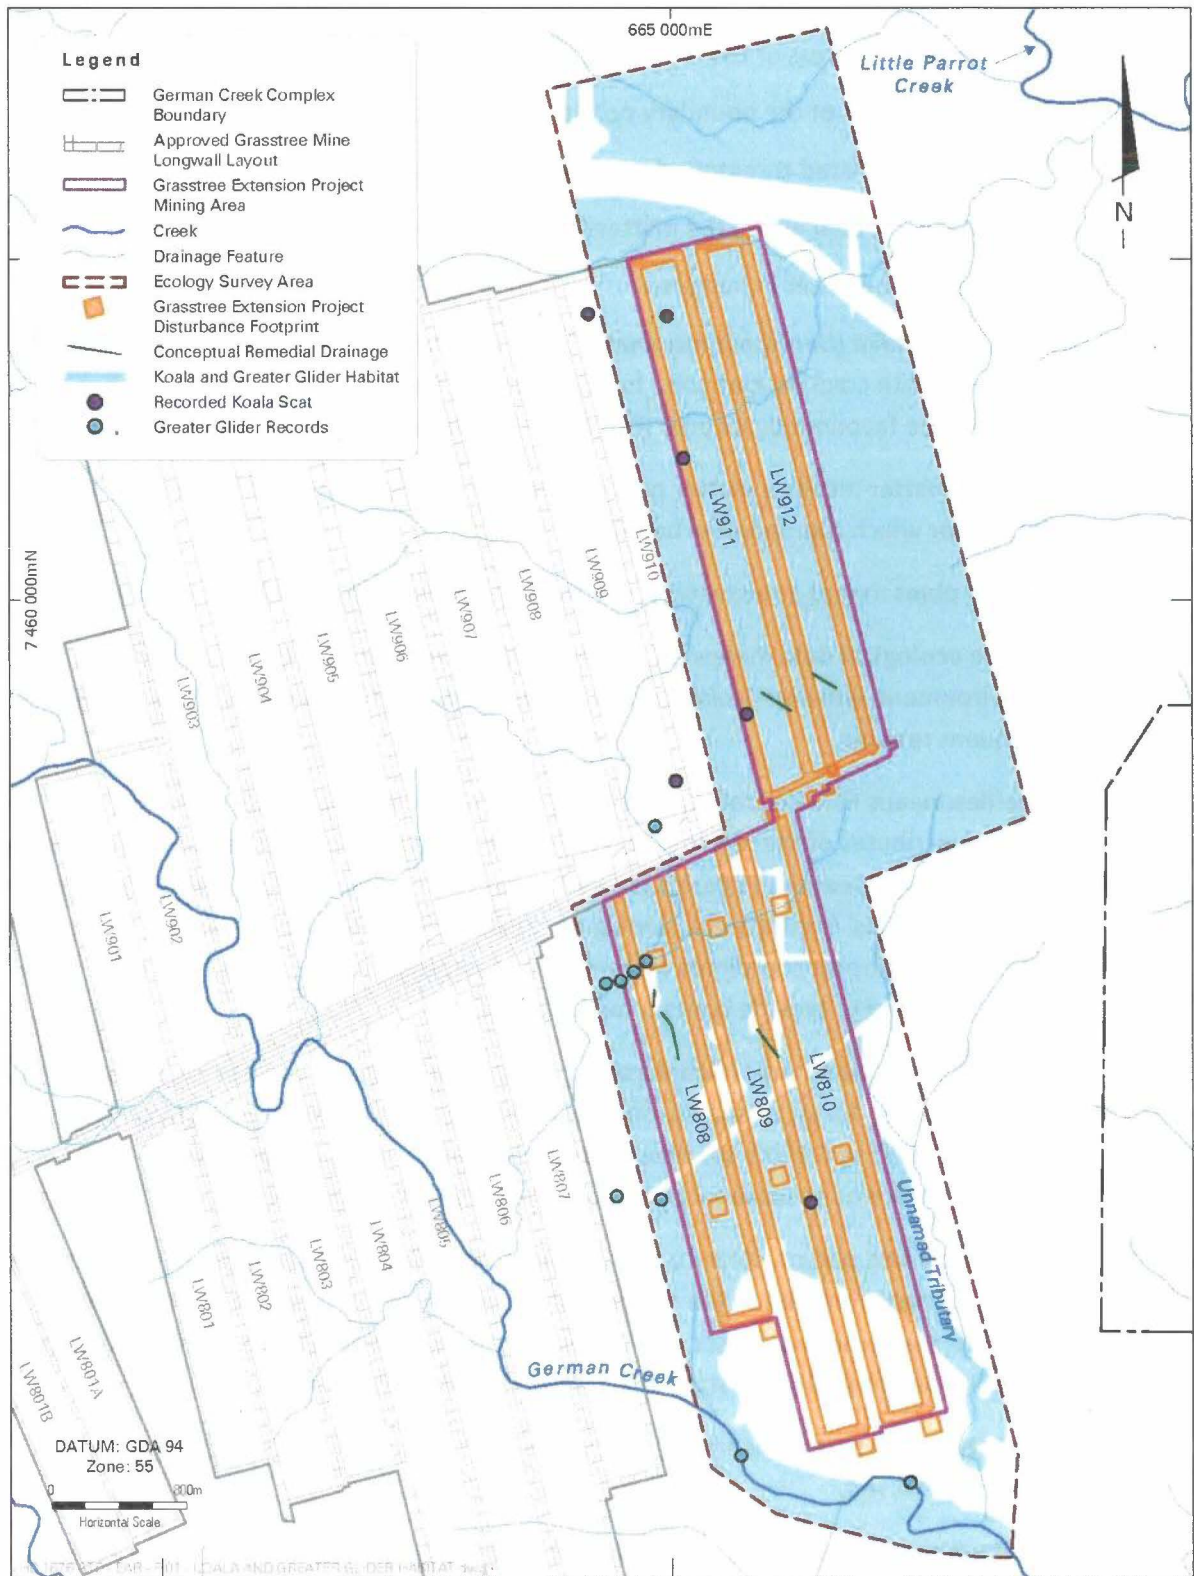 665 000mE
Little Parrot
Creek
Legend
German Creek Complex
Boundary
Approved Grasstree Mine
Longwall Layout
Grasstree Extension Project
Mining Area
Creek
Drainage Feature
Ecology Survey Area
Grasstree Extension Project
Disturbance Footprint
Conceptual Remedial Drainage
Koala and Greater Glider Habitat
Recorded Koala Scat
Greater Glider Records
N
7 460 000mN
LW912
LW911
LW910
LW909
LW908
LW907
LW906
LW905
LW904
LW903
LW902
LW901
LW810
LW809
LW808
LW807
LW806
LW805
LW804
LW803
LW802
LW801
LW801A
LW801B
Unnamad Tributary
German Creek
DATUM: GDA 94
Zone: 55
0 800m
Horizontal Scale